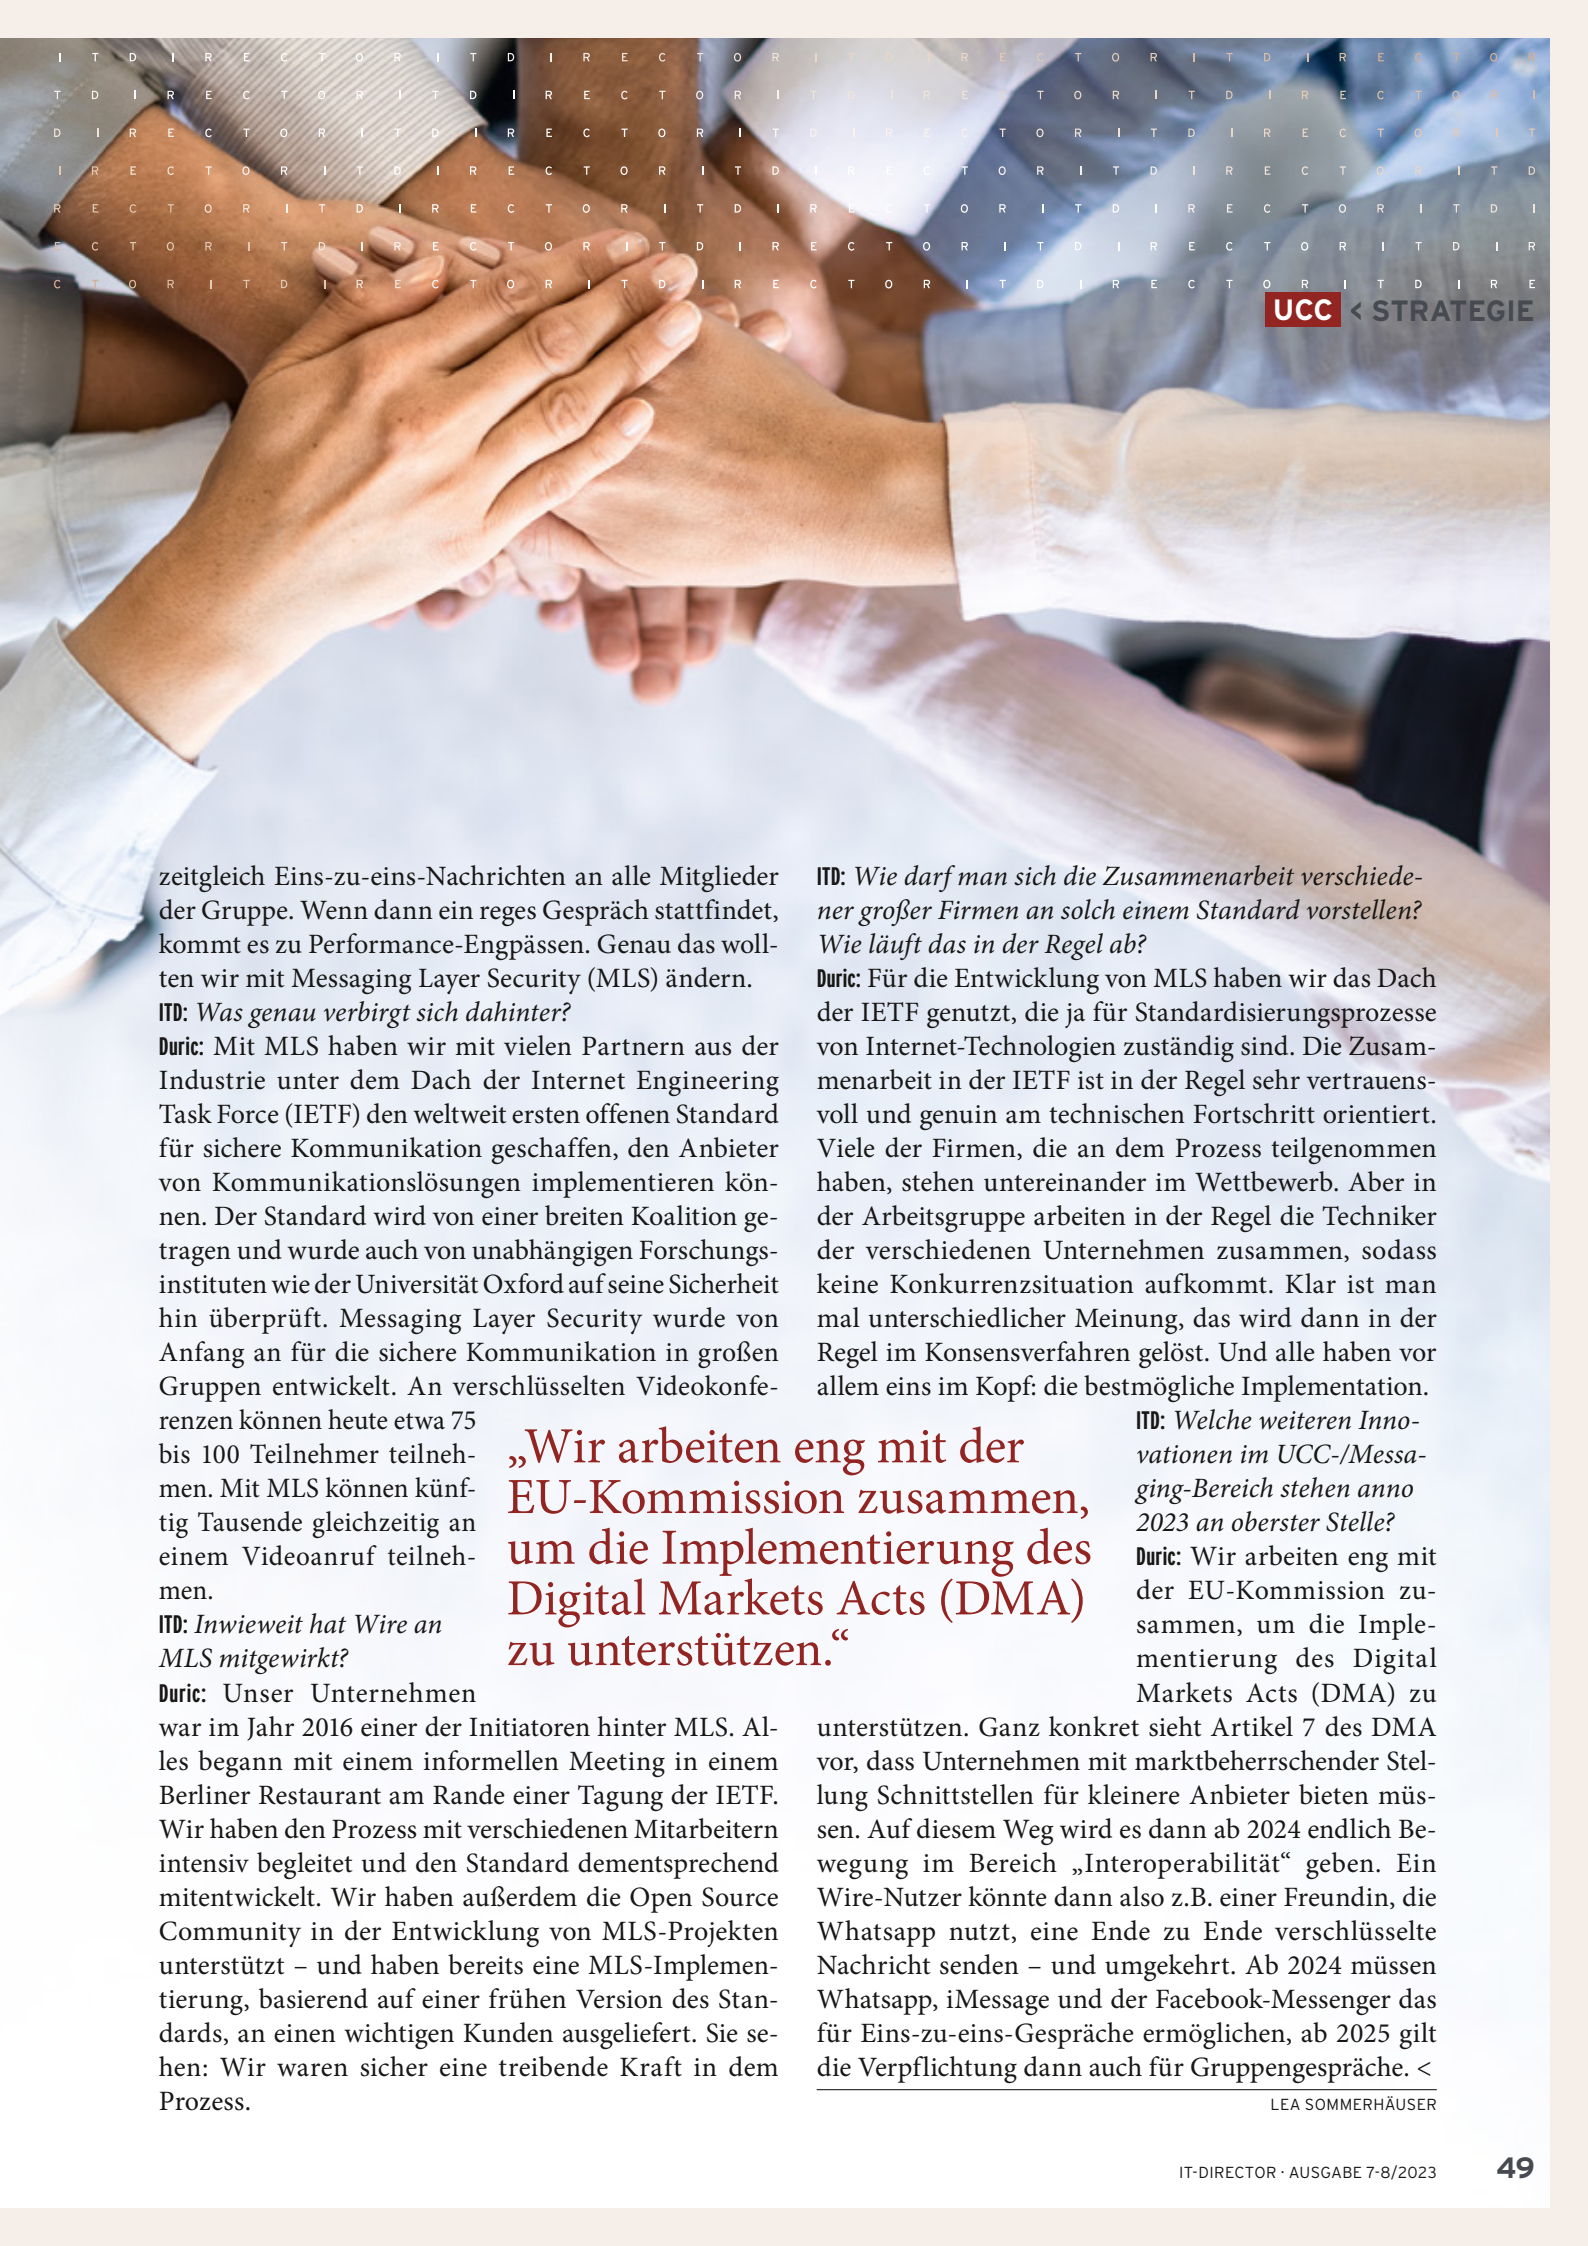 I T D I R E C T O R I T D I R E C T O R I T D I R E C T O R I T D I R E C T O R
T D I R E C T O R I T D I R E C T O R I T D I R E C T O R I T D I R E C T O R I
D I R E C T O R I T D I R E C T O R I T D I R E C T O R I T D I R E C T O R I T
I R E C T O R I T D I R E C T O R I T D I R E C T O R I T D I R E C T O R I T D
R E C T O R I T D I R E C T O R I T D I R E C T O R I T D I R E C T O R I T D I
E C T O R I T D I R E C T O R I T D I R E C T O R I T D I R E C T O R I T D I R
C T O R I T D I R E C T O R I T D I R E C T O R I T D I R E C T O R I T D I R E
UCC < STRATEGIE
zeitgleich Eins-zu-eins-Nachrichten an alle Mitglieder
der Gruppe. Wenn dann ein reges Gespräch stattfindet,
kommt es zu Performance-Engpässen. Genau das woll-
ten wir mit Messaging Layer Security (MLS) ändern.
ITD: Was genau verbirgt sich dahinter?
Duric: Mit MLS haben wir mit vielen Partnern aus der
Industrie unter dem Dach der Internet Engineering
Task Force (IETF) den weltweit ersten offenen Standard
für sichere Kommunikation geschaffen, den Anbieter
von Kommunikationslösungen implementieren kön-
nen. Der Standard wird von einer breiten Koalition ge-
tragen und wurde auch von unabhängigen Forschungs-
instituten wie der Universität Oxford auf seine Sicherheit
hin überprüft. Messaging Layer Security wurde von
Anfang an für die sichere Kommunikation in großen
Gruppen entwickelt. An verschlüsselten Videokonfe-
renzen können heute etwa 75
bis 100 Teilnehmer teilneh-
men. Mit MLS können künf-
tig Tausende gleichzeitig an
einem Videoanruf teilneh-
men.
ITD: Inwieweit hat Wire an
MLS mitgewirkt?
Duric: Unser Unternehmen
war im Jahr 2016 einer der Initiatoren hinter MLS. Al-
les begann mit einem informellen Meeting in einem
Berliner Restaurant am Rande einer Tagung der IETF.
Wir haben den Prozess mit verschiedenen Mitarbeitern
intensiv begleitet und den Standard dementsprechend
mitentwickelt. Wir haben außerdem die Open Source
Community in der Entwicklung von MLS-Projekten
unterstützt – und haben bereits eine MLS-Implemen-
tierung, basierend auf einer frühen Version des Stan-
dards, an einen wichtigen Kunden ausgeliefert. Sie se-
hen: Wir waren sicher eine treibende Kraft in dem
Prozess.
„Wir arbeiten eng mit der
EU-Kommission zusammen,
um die Implementierung des
Digital Markets Acts (DMA)
zu unterstützen.“
ITD: Wie darf man sich die Zusammenarbeit verschiede-
ner großer Firmen an solch einem Standard vorstellen?
Wie läuft das in der Regel ab?
Duric: Für die Entwicklung von MLS haben wir das Dach
der IETF genutzt, die ja für Standardisierungsprozesse
von Internet-Technologien zuständig sind. Die Zusam-
menarbeit in der IETF ist in der Regel sehr vertrauens-
voll und genuin am technischen Fortschritt orientiert.
Viele der Firmen, die an dem Prozess teilgenommen
haben, stehen untereinander im Wettbewerb. Aber in
der Arbeitsgruppe arbeiten in der Regel die Techniker
der verschiedenen Unternehmen zusammen, sodass
keine Konkurrenzsituation aufkommt. Klar ist man
mal unterschiedlicher Meinung, das wird dann in der
Regel im Konsensverfahren gelöst. Und alle haben vor
allem eins im Kopf: die bestmögliche Implementation.
ITD: Welche weiteren Inno-
vationen im UCC-/Messa-
ging-Bereich stehen anno
2023 an oberster Stelle?
Duric: Wir arbeiten eng mit
der EU-Kommission zu-
sammen, um die Imple-
mentierung des Digital
Markets Acts (DMA) zu
unterstützen. Ganz konkret sieht Artikel 7 des DMA
vor, dass Unternehmen mit marktbeherrschender Stel-
lung Schnittstellen für kleinere Anbieter bieten müs-
sen. Auf diesem Weg wird es dann ab 2024 endlich Be-
wegung im Bereich „Interoperabilität“ geben. Ein
Wire-Nutzer könnte dann also z.B. einer Freundin, die
Whatsapp nutzt, eine Ende zu Ende verschlüsselte
Nachricht senden – und umgekehrt. Ab 2024 müssen
Whatsapp, iMessage und der Facebook-Messenger das
für Eins-zu-eins-Gespräche ermöglichen, ab 2025 gilt
die Verpflichtung dann auch für Gruppengespräche. <
LEA SOMMERHÄUSER
IT-DIRECTOR · AUSGABE 7-8/2023 49